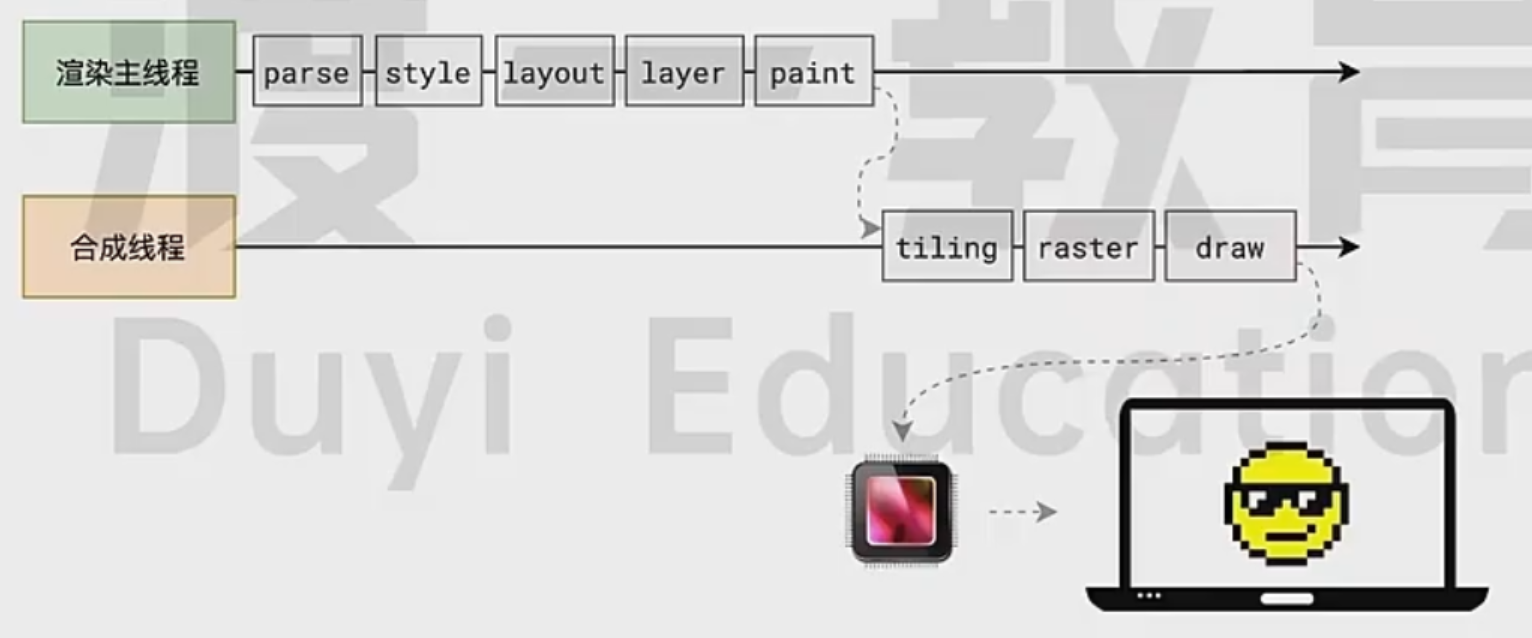 渲染主线程
parse
style
layout
layer
paint
合成线程
tiling
raster
draw
渡一教育
Duyi Education